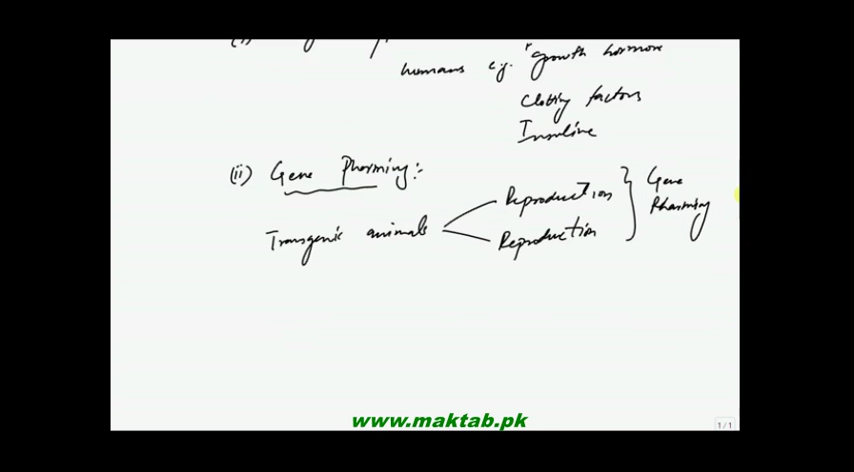 humans e.g. growth hormone
Clotting factors
Insuline
(ii) Gene Pharming :-
Transgenic animals
Reproduction
Reproduction
Gene
Pharming
www.maktab.pk
1/1